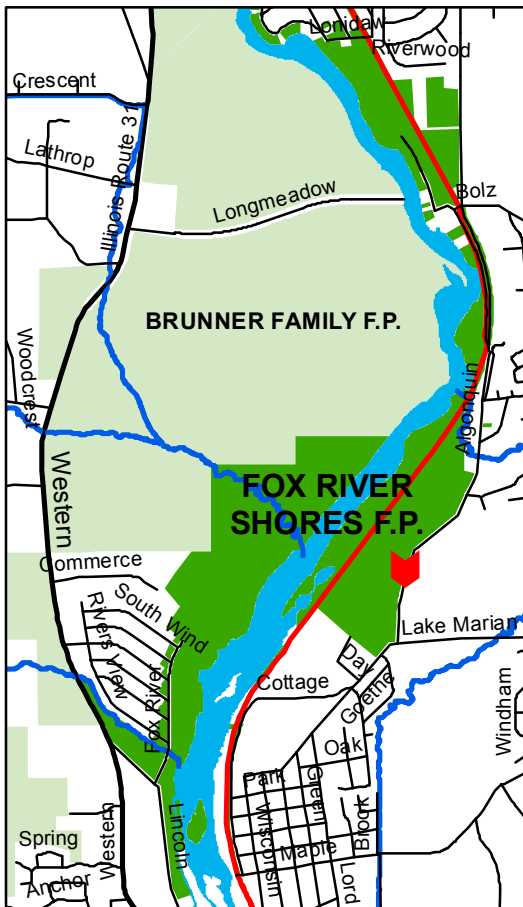 Lonidaw
Riverwood
Crescent
Illinois Route 31
Lathrop
Longmeadow
Bolz
BRUNNER FAMILY F.P.
Woodcrest
Algonquin
Western
FOX RIVER
SHORES F.P.
Commerce
South Wind
Rivers View
Fox River
Lake Marian
Day
Goethe
Cottage
Windham
Oak
Park
Green
Wisconsin
Maple
Brook
Lord
Lincoln
Western
Spring
Anchor